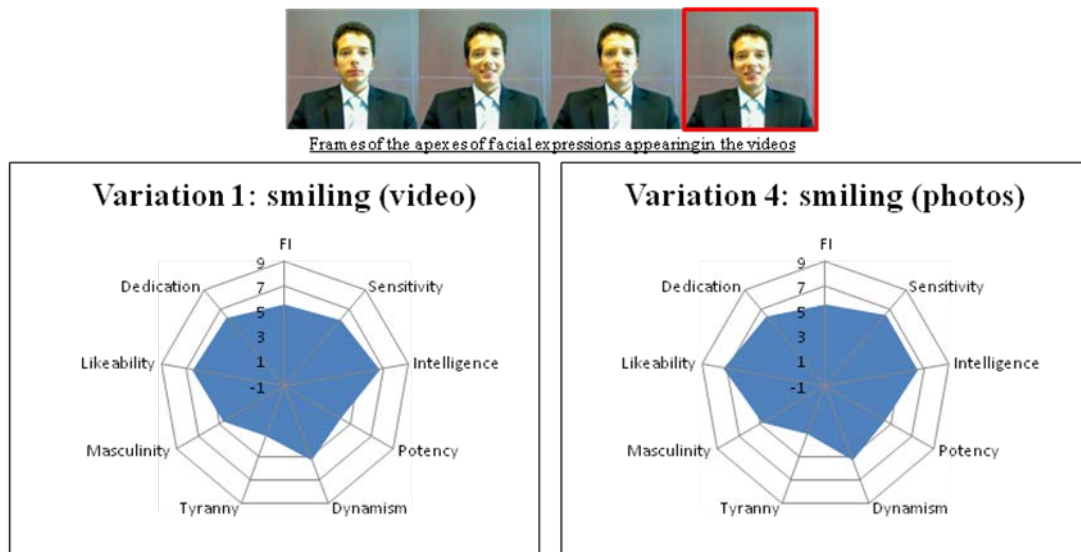 Frames of the apexes of facial expressions appearing in the videos
Variation 1: smiling (video)
FI
9
7
5
3
1
-1
Sensitivity
Intelligence
Potency
Dynamism
Tyranny
Masculinity
Likeability
Dedication
Variation 4: smiling (photos)
FI
9
7
5
3
1
-1
Sensitivity
Intelligence
Potency
Dynamism
Tyranny
Masculinity
Likeability
Dedication